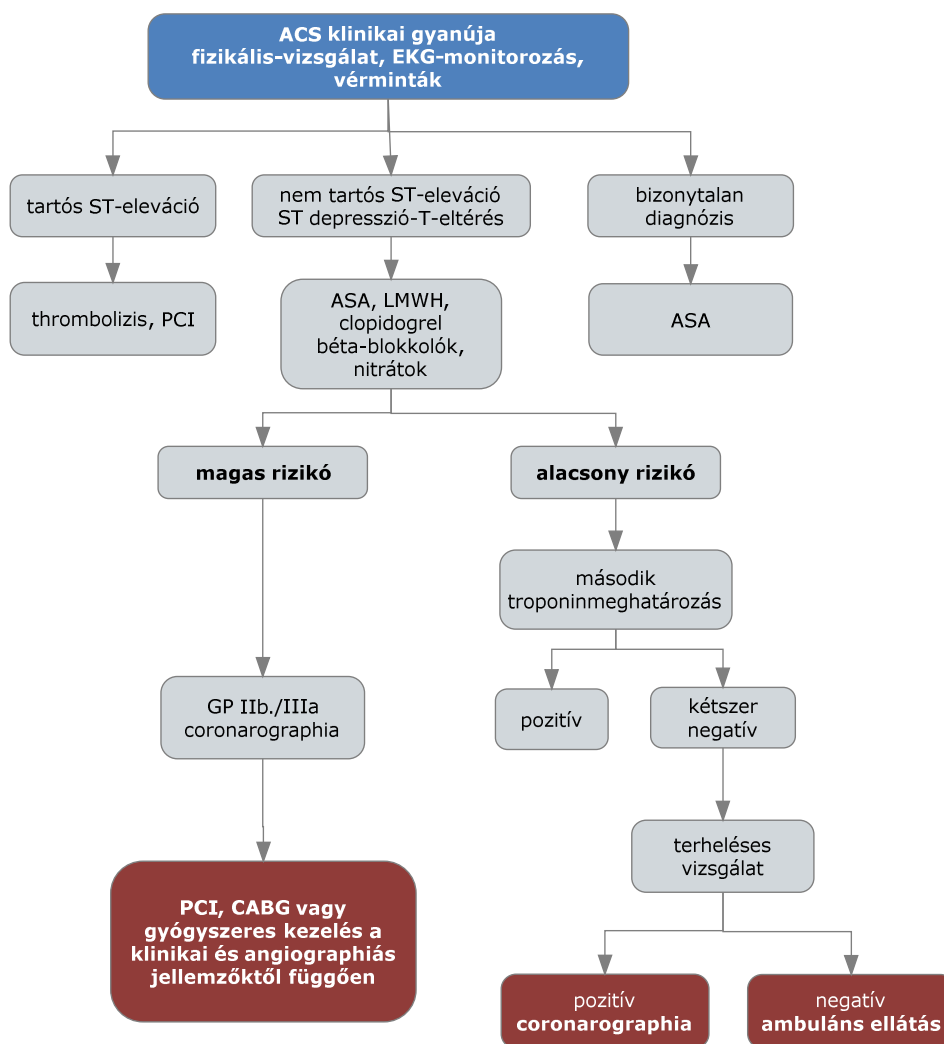 ACS klinikai gyanúja
fizikális-vizsgálat, EKG-monitorozás,
vérminták
tartós ST-eleváció
nem tartós ST-eleváció
ST depresszió-T-eltérés
bizonytalan
diagnózis
thrombolizis, PCI
ASA, LMWH,
clopidogrel
béta-blokkolók,
nitrátok
ASA
magas rizikó
alacsony rizikó
második
troponinmeghatározás
GP IIb./IIIa
coronarographia
pozitív
kétszer
negatív
terheléses
vizsgálat
PCI, CABG vagy
gyógyszeres kezelés a
klinikai és angiographiás
jellemzőktől függően
pozitív
coronarographia
negatív
ambuláns ellátás